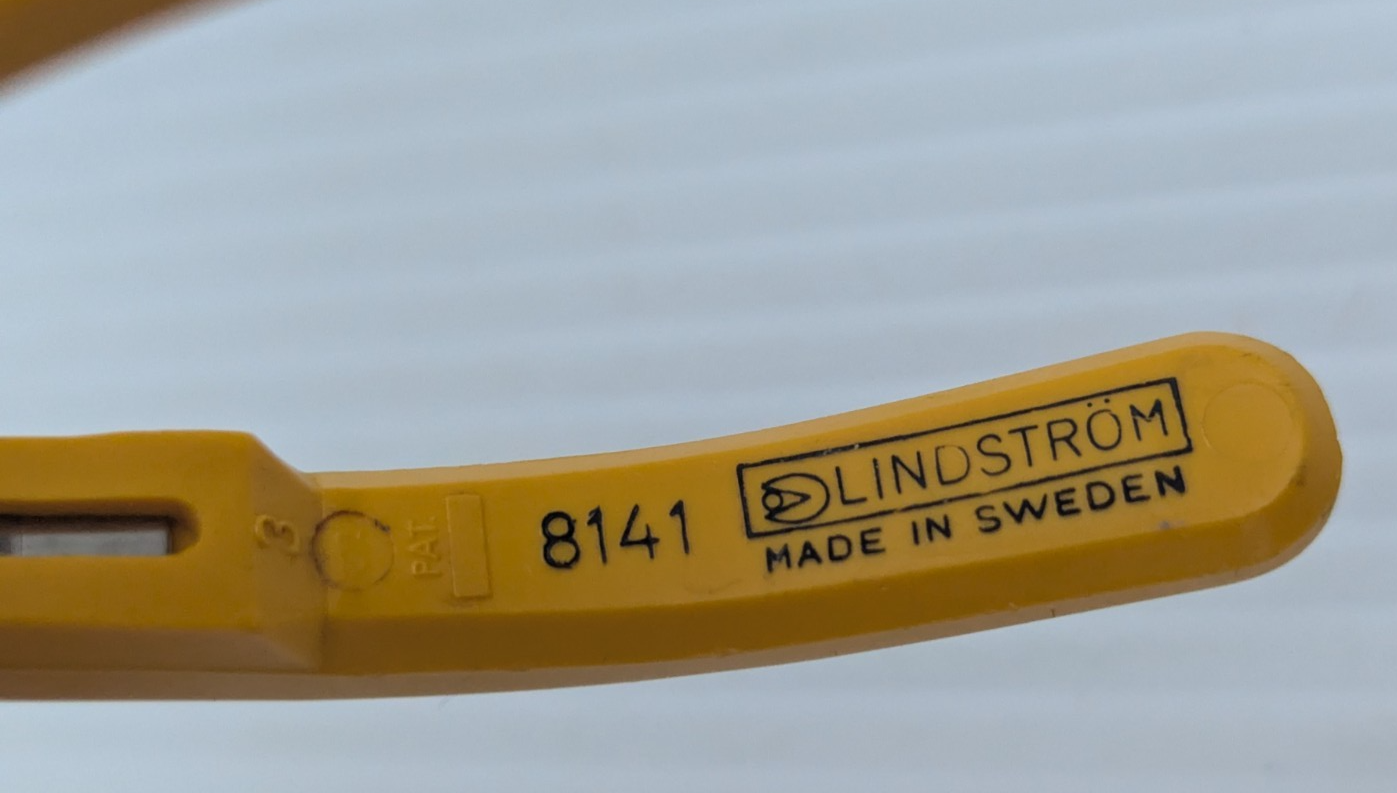 3
PAT.
8141
LINDSTRÖM
MADE IN SWEDEN